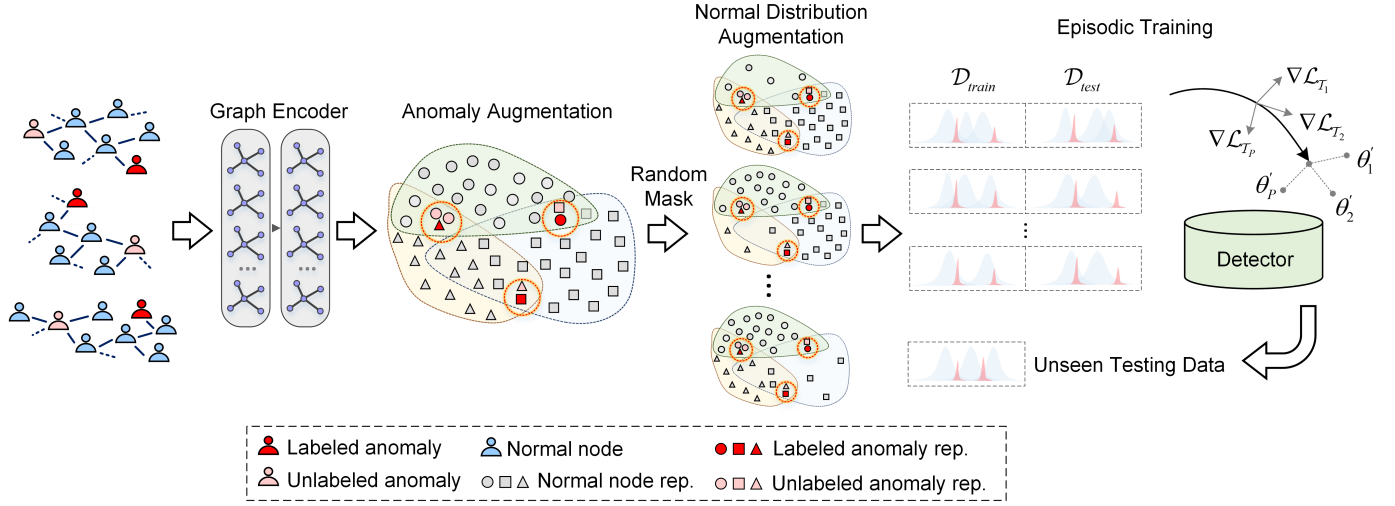 Graph Encoder
Anomaly Augmentation
Random
Mask
Normal Distribution
Augmentation
Episodic Training
𝒟train
𝒟test
∇ℒ𝒯1
∇ℒ𝒯2
∇ℒ𝒯P
θ′1
θ′2
θ′P
Detector
Unseen Testing Data
Labeled anomaly
Normal node
Labeled anomaly rep.
Unlabeled anomaly
Normal node rep.
Unlabeled anomaly rep.